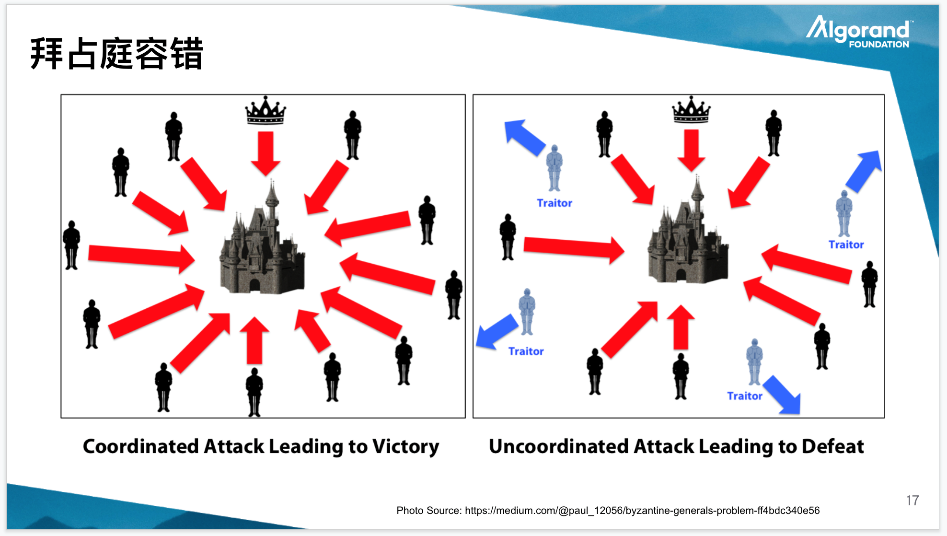 拜占庭容错
Algorand
FOUNDATION
Traitor
Traitor
Traitor
Traitor
Coordinated Attack Leading to Victory
Uncoordinated Attack Leading to Defeat
17
Photo Source: https://medium.com/@paul_12056/byzantine-generals-problem-ff4bdc340e56